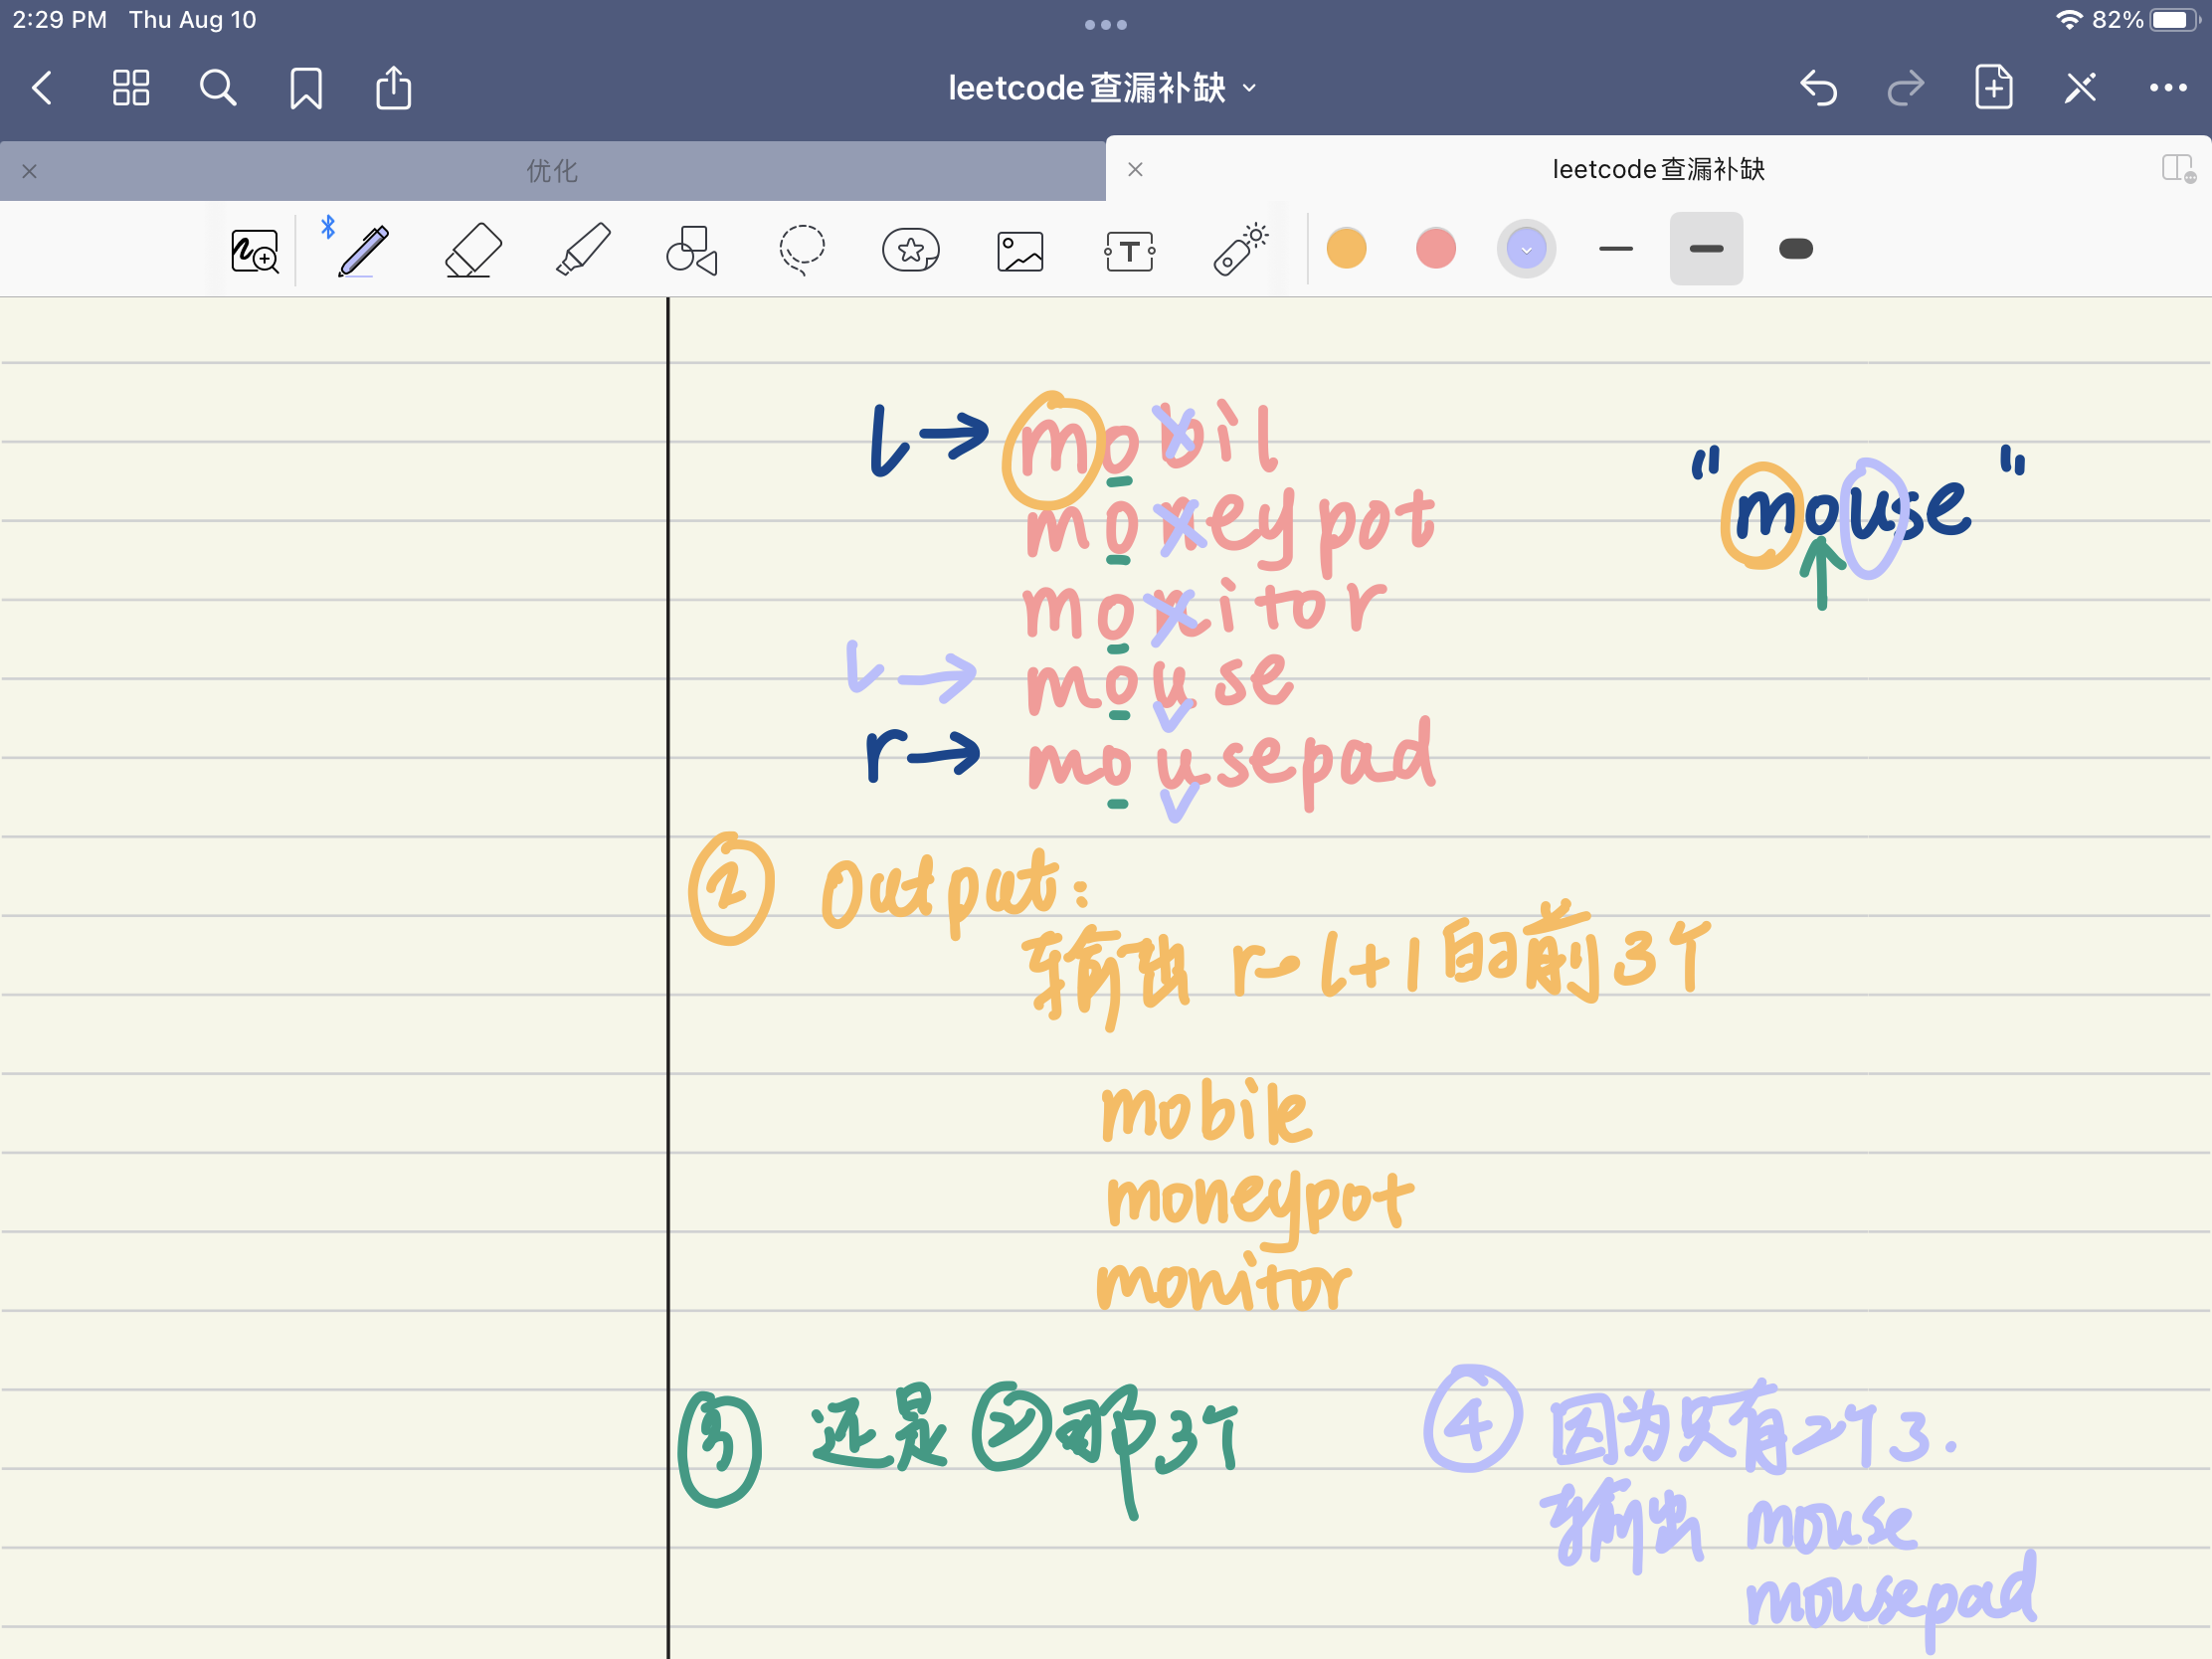 2:29 PM Thu Aug 10
82%
leetcode查漏补缺
优化
leetcode查漏补缺
T
l → mobil
moneypot
monitor
l → mouse
r → mousepad
"mouse"
② Output:
输出 r-l+1的前3个
mobile
moneypot
monitor
③ 还是②那3个
④ 因为只有2个3.
输出 mouse
mousepad